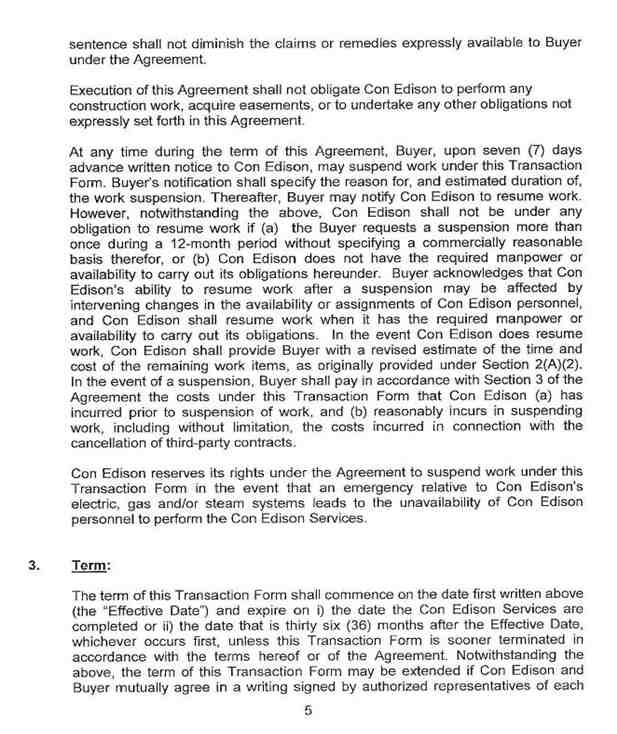 sentence shall not diminish the claims or remedies expressly available to Buyer
under the Agreement.
Execution of this Agreement shall not obligate Con Edison to perform any
construction work, acquire easements, or to undertake any other obligations not
expressly set forth in this Agreement.
At any time during the term of this Agreement, Buyer, upon seven (7) days
advance written notice to Con Edison, may suspend work under this Transaction
Form. Buyer's notification shall specify the reason for, and estimated duration of,
the work suspension. Thereafter, Buyer may notify Con Edison to resume work.
However, notwithstanding the above, Con Edison shall not be under any
obligation to resume work if (a) the Buyer requests a suspension more than
once during a 12-month period without specifying a commercially reasonable
basis therefor, or (b) Con Edison does not have the required manpower or
availability to carry out its obligations hereunder. Buyer acknowledges that Con
Edison's ability to resume work after a suspension may be affected by
intervening changes in the availability or assignments of Con Edison personnel,
and Con Edison shall resume work when it has the required manpower or
availability to carry out its obligations. In the event Con Edison does resume
work, Con Edison shall provide Buyer with a revised estimate of the time and
cost of the remaining work items, as originally provided under Section 2(A)(2).
In the event of a suspension, Buyer shall pay in accordance with Section 3 of the
Agreement the costs under this Transaction Form that Con Edison (a) has
incurred prior to suspension of work, and (b) reasonably incurs in suspending
work, including without limitation, the costs incurred in connection with the
cancellation of third-party contracts.
Con Edison reserves its rights under the Agreement to suspend work under this
Transaction Form in the event that an emergency relative to Con Edison's
electric, gas and/or steam systems leads to the unavailability of Con Edison
personnel to perform the Con Edison Services.
3. Term:
The term of this Transaction Form shall commence on the date first written above
(the "Effective Date") and expire on i) the date the Con Edison Services are
completed or ii) the date that is thirty six (36) months after the Effective Date,
whichever occurs first, unless this Transaction Form is sooner terminated in
accordance with the terms hereof or of the Agreement. Notwithstanding the
above, the term of this Transaction Form may be extended if Con Edison and
Buyer mutually agree in a writing signed by authorized representatives of each
5